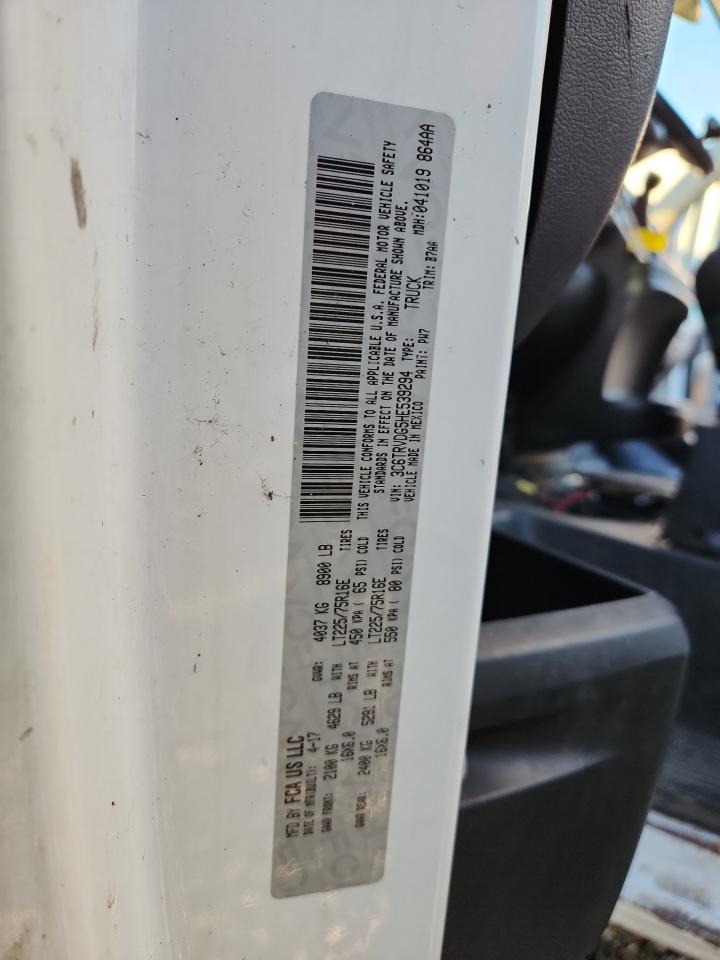 MFD BY FCA US LLC
DATE OF MFR(BUILT): 4-17 GVWR: 4037 KG 8900 LB
GAWR FRONT: 2100 KG 4629 LB WITH LT225/75R16E TIRES
16X6.0 RIMS AT 450 KPA ( 65 PSI) COLD
GAWR REAR: 2400 KG 5291 LB WITH LT225/75R16E TIRES
16X6.0 RIMS AT 550 KPA ( 80 PSI) COLD
THIS VEHICLE CONFORMS TO ALL APPLICABLE U.S.A. FEDERAL MOTOR VEHICLE SAFETY
STANDARDS IN EFFECT ON THE DATE OF MANUFACTURE SHOWN ABOVE.
VIN: 3C6TRVDG5HE539294 TYPE: TRUCK MDH:041019 864AA
VEHICLE MADE IN MEXICO PAINT: PW7 TRIM: B7AA